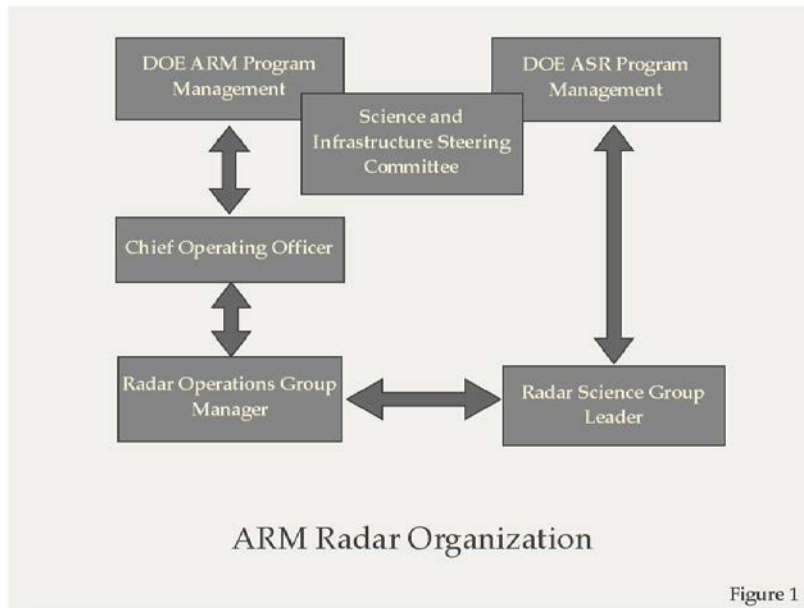 DOE ARM Program
Management
DOE ASR Program
Management
Science and
Infrastructure Steering
Committee
Chief Operating Officer
Radar Operations Group
Manager
Radar Science Group
Leader
ARM Radar Organization
Figure 1